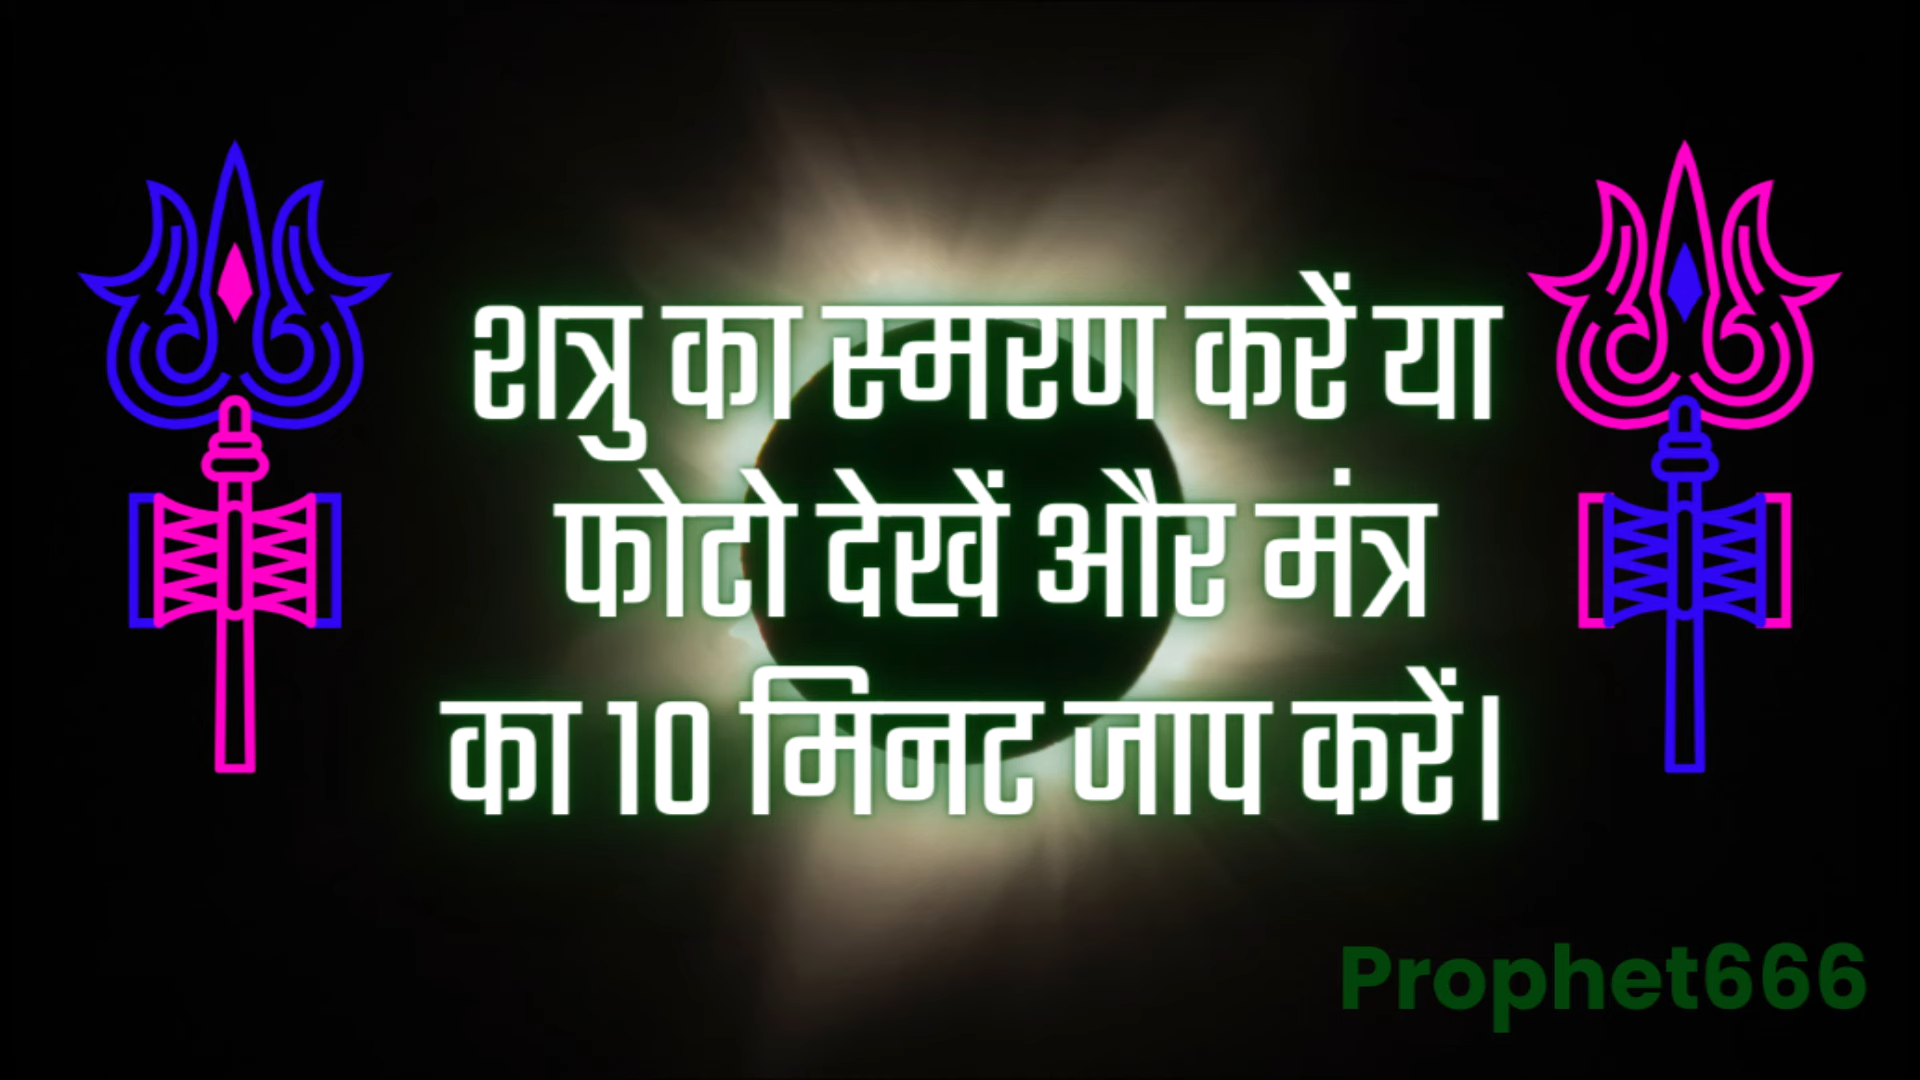 शत्रु का स्मरण करें या
फोटो देखें और मंत्र
का 10 मिनट जाप करें।
Prophet666